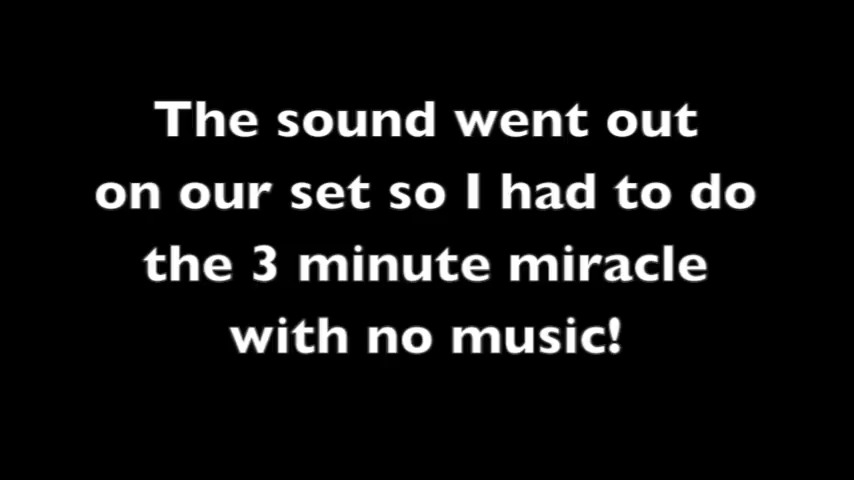 The sound went out
on our set so I had to do
the 3 minute miracle
with no music!